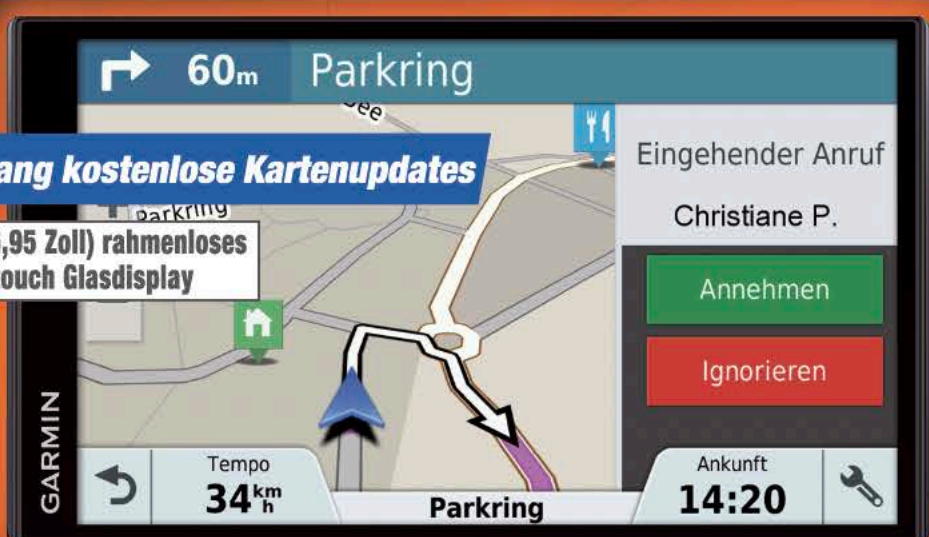 60m Parkring
ee
ang kostenlose Kartenupdates
Parkring
,95 Zoll) rahmenloses
ouch Glasdisplay
Eingehender Anruf
Christiane P.
Annehmen
Ignorieren
GARMIN
Tempo
34 km h
Parkring
Ankunft
14:20